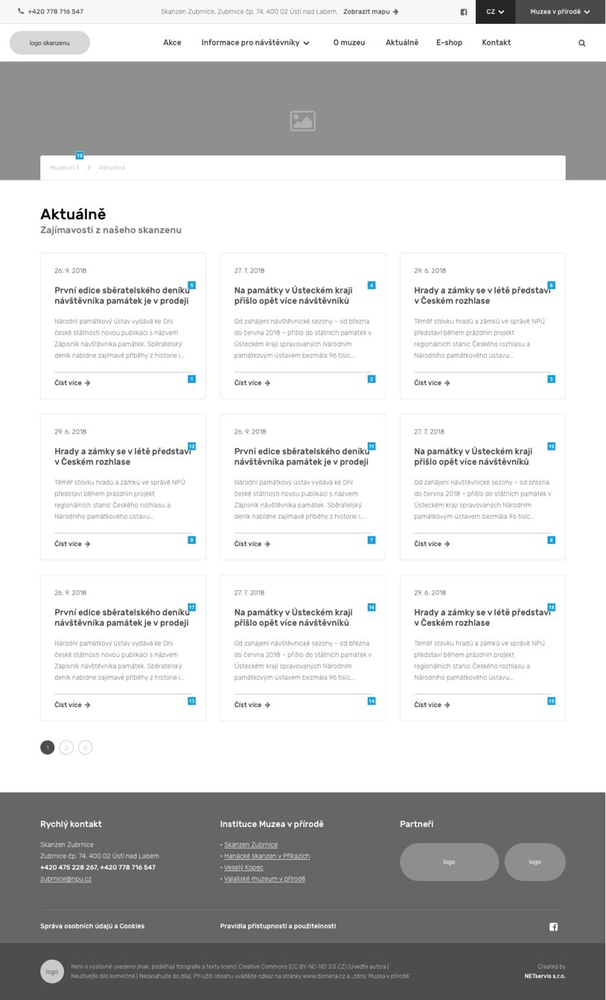 +420 778 716 547
Skanzen Zubrnice, Zubrnice čp. 74, 400 02 Ústí nad Labem. Zobrazit mapu
CZ
Muzea v přírodě
logo skanzenu
Akce
Informace pro návštěvníky
O muzeu
Aktuálně
E-shop
Kontakt
19
Muzeum 1
Aktuálně
Aktuálně
Zajímavosti z našeho skanzenu
26. 9. 2018
5
První edice sběratelského deníku
návštěvníka památek je v prodeji
Národní památkový ústav vydává ke Dni
české státnosti novou publikaci s názvem
Zápisník návštěvníka památek. Sběratelský
deník nabídne zajímavé příběhy z historie i...
Číst více
1
27. 7. 2018
4
Na památky v Ústeckém kraji
přišlo opět více návštěvníků
Od zahájení návštěvnické sezony – od března
do června 2018 – přišlo do státních památek v
Ústeckém kraji spravovaných Národním
památkovým ústavem bezmála 96 tisíc...
Číst více
2
29. 6. 2018
6
Hrady a zámky se v létě představí
v Českém rozhlase
Téměř stovku hradů a zámků ve správě NPÚ
představí během prázdnin projekt
regionálních stanic Českého rozhlasu a
Národního památkového ústavu...
Číst více
3
29. 6. 2018
12
Hrady a zámky se v létě představí
v Českém rozhlase
Téměř stovku hradů a zámků ve správě NPÚ
představí během prázdnin projekt
regionálních stanic Českého rozhlasu a
Národního památkového ústavu...
Číst více
9
26. 9. 2018
11
První edice sběratelského deníku
návštěvníka památek je v prodeji
Národní památkový ústav vydává ke Dni
české státnosti novou publikaci s názvem
Zápisník návštěvníka památek. Sběratelský
deník nabídne zajímavé příběhy z historie i...
Číst více
7
27. 7. 2018
10
Na památky v Ústeckém kraji
přišlo opět více návštěvníků
Od zahájení návštěvnické sezony – od března
do června 2018 – přišlo do státních památek v
Ústeckém kraji spravovaných Národním
památkovým ústavem bezmála 96 tisíc...
Číst více
8
26. 9. 2018
17
První edice sběratelského deníku
návštěvníka památek je v prodeji
Národní památkový ústav vydává ke Dni
české státnosti novou publikaci s názvem
Zápisník návštěvníka památek. Sběratelský
deník nabídne zajímavé příběhy z historie i...
Číst více
13
27. 7. 2018
16
Na památky v Ústeckém kraji
přišlo opět více návštěvníků
Od zahájení návštěvnické sezony – od března
do června 2018 – přišlo do státních památek v
Ústeckém kraji spravovaných Národním
památkovým ústavem bezmála 96 tisíc...
Číst více
14
29. 6. 2018
18
Hrady a zámky se v létě představí
v Českém rozhlase
Téměř stovku hradů a zámků ve správě NPÚ
představí během prázdnin projekt
regionálních stanic Českého rozhlasu a
Národního památkového ústavu...
Číst více
15
1
2
3
Rychlý kontakt
Skanzen Zubrnice
Zubrnice čp. 74, 400 02 Ústí nad Labem
+420 475 228 267, +420 778 716 547
zubrnice@npu.cz
Instituce Muzea v přírodě
• Skanzen Zubrnice
• Hanácké skanzen v Příkazích
• Veselý Kopec
• Valašské muzeum v přírodě
Partneři
logo
logo
Správa osobních údajů a Cookies
Pravidla přístupnosti a použitelnosti
logo
Není-li výslovně uvedeno jinak, podléhají fotografie a texty licenci Creative Commons (CC BY-NC-ND 3.0 CZ) (Uveďte autora |
Neužívejte dílo komerčně | Nezasahujte do díla). Při užití obsahu uvádějte odkaz na stránky www.domena.cz a „zdroj: Muzea v přírodě"
Created by
NETservis s.r.o.